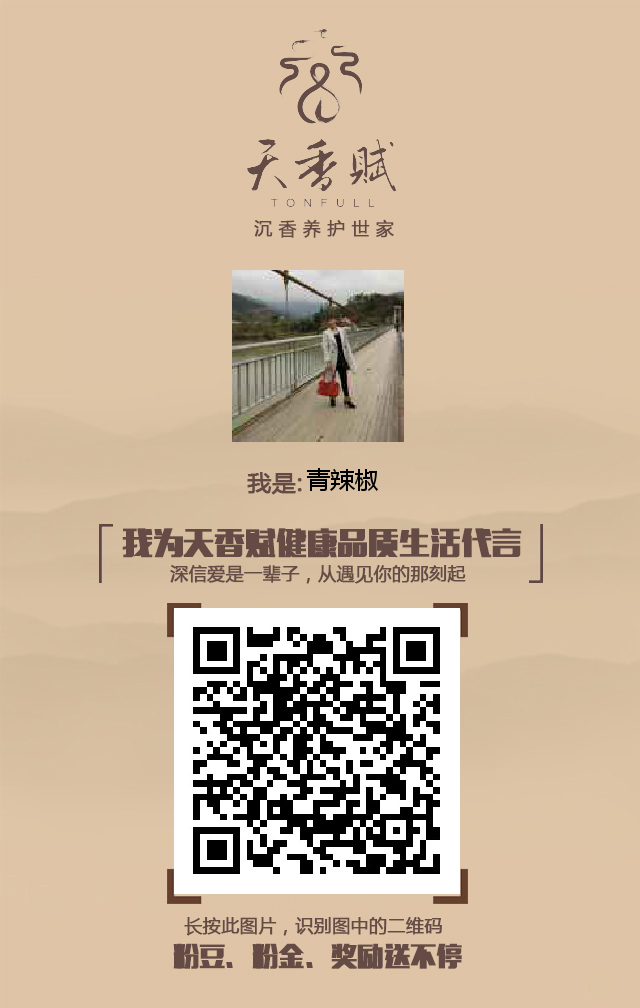 天香赋
TONFULL
沉香养护世家
我是:青辣椒
我为天香赋健康品质生活代言
深信爱是一辈子，从遇见你的那刻起
长按此图片，识别图中的二维码
粉豆、粉金、奖励送不停